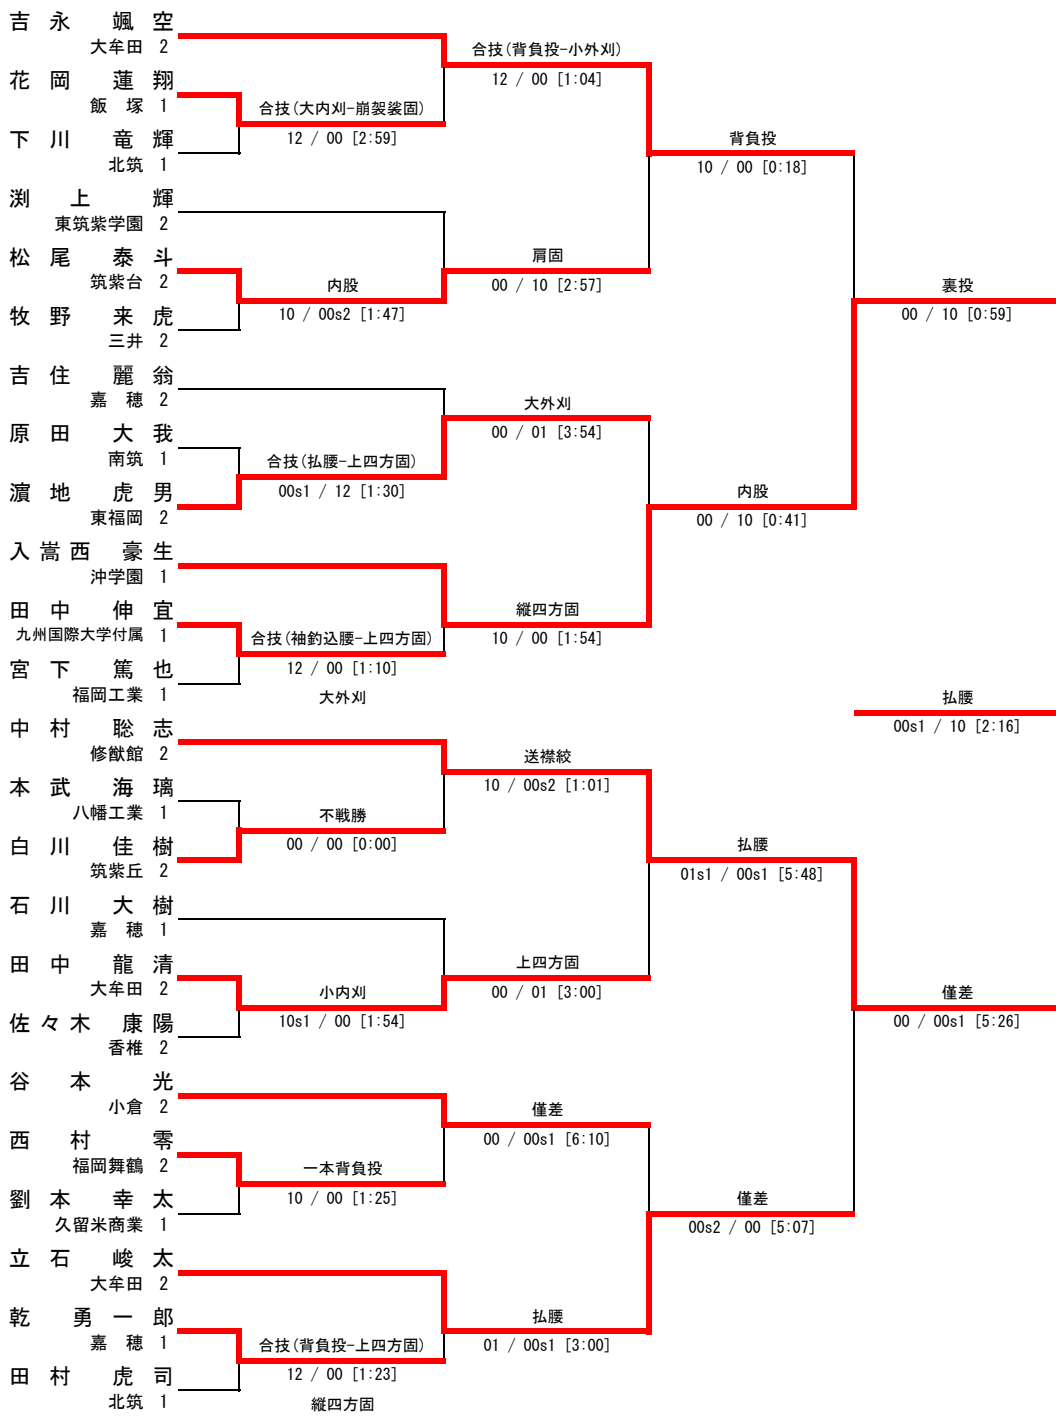 吉永 颯空
大牟田 2
花岡 蓮翔
飯塚 1
下川 竜輝
北筑 1
渕上 輝
東筑紫学園 2
松尾 泰斗
筑紫台 2
牧野 来虎
三井 2
吉住 麗翁
嘉穂 2
原田 大我
南筑 1
濵地 虎男
東福岡 2
入嵩西 豪生
沖学園 1
田中 伸宜
九州国際大学付属 1
宮下 篤也
福岡工業 1
中村 聡志
修猷館 2
本武 海璃
八幡工業 1
白川 佳樹
筑紫丘 2
石川 大樹
嘉穂 1
田中 龍清
大牟田 2
佐々木 康陽
香椎 2
谷本 光
小倉 2
西村 零
福岡舞鶴 2
劉本 幸太
久留米商業 1
立石 峻太
大牟田 2
乾 勇一郎
嘉穂 1
田村 虎司
北筑 1
合技(大内刈-崩袈裟固)
12 / 00 [2:59]
内股
10 / 00s2 [1:47]
合技(払腰-上四方固)
00s1 / 12 [1:30]
合技(袖釣込腰-上四方固)
12 / 00 [1:10]
大外刈
不戦勝
00 / 00 [0:00]
小内刈
10s1 / 00 [1:54]
一本背負投
10 / 00 [1:25]
合技(背負投-上四方固)
12 / 00 [1:23]
縦四方固
合技(背負投-小外刈)
12 / 00 [1:04]
肩固
00 / 10 [2:57]
大外刈
00 / 01 [3:54]
縦四方固
10 / 00 [1:54]
送襟絞
10 / 00s2 [1:01]
上四方固
00 / 01 [3:00]
僅差
00 / 00s1 [6:10]
払腰
01 / 00s1 [3:00]
背負投
10 / 00 [0:18]
内股
00 / 10 [0:41]
払腰
01s1 / 00s1 [5:48]
僅差
00s2 / 00 [5:07]
裏投
00 / 10 [0:59]
払腰
00s1 / 10 [2:16]
僅差
00 / 00s1 [5:26]